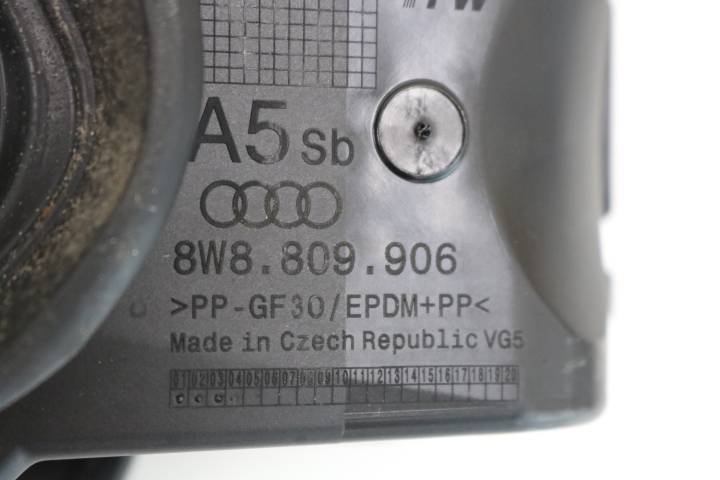 A5 sb
8W8.809.906
>PP-GF30/EPDM+PP<
Made in Czech Republic VG5
01 02 03 04 05 06 07 08 09 10 11 12 13 14 15 16 17 18 19 20